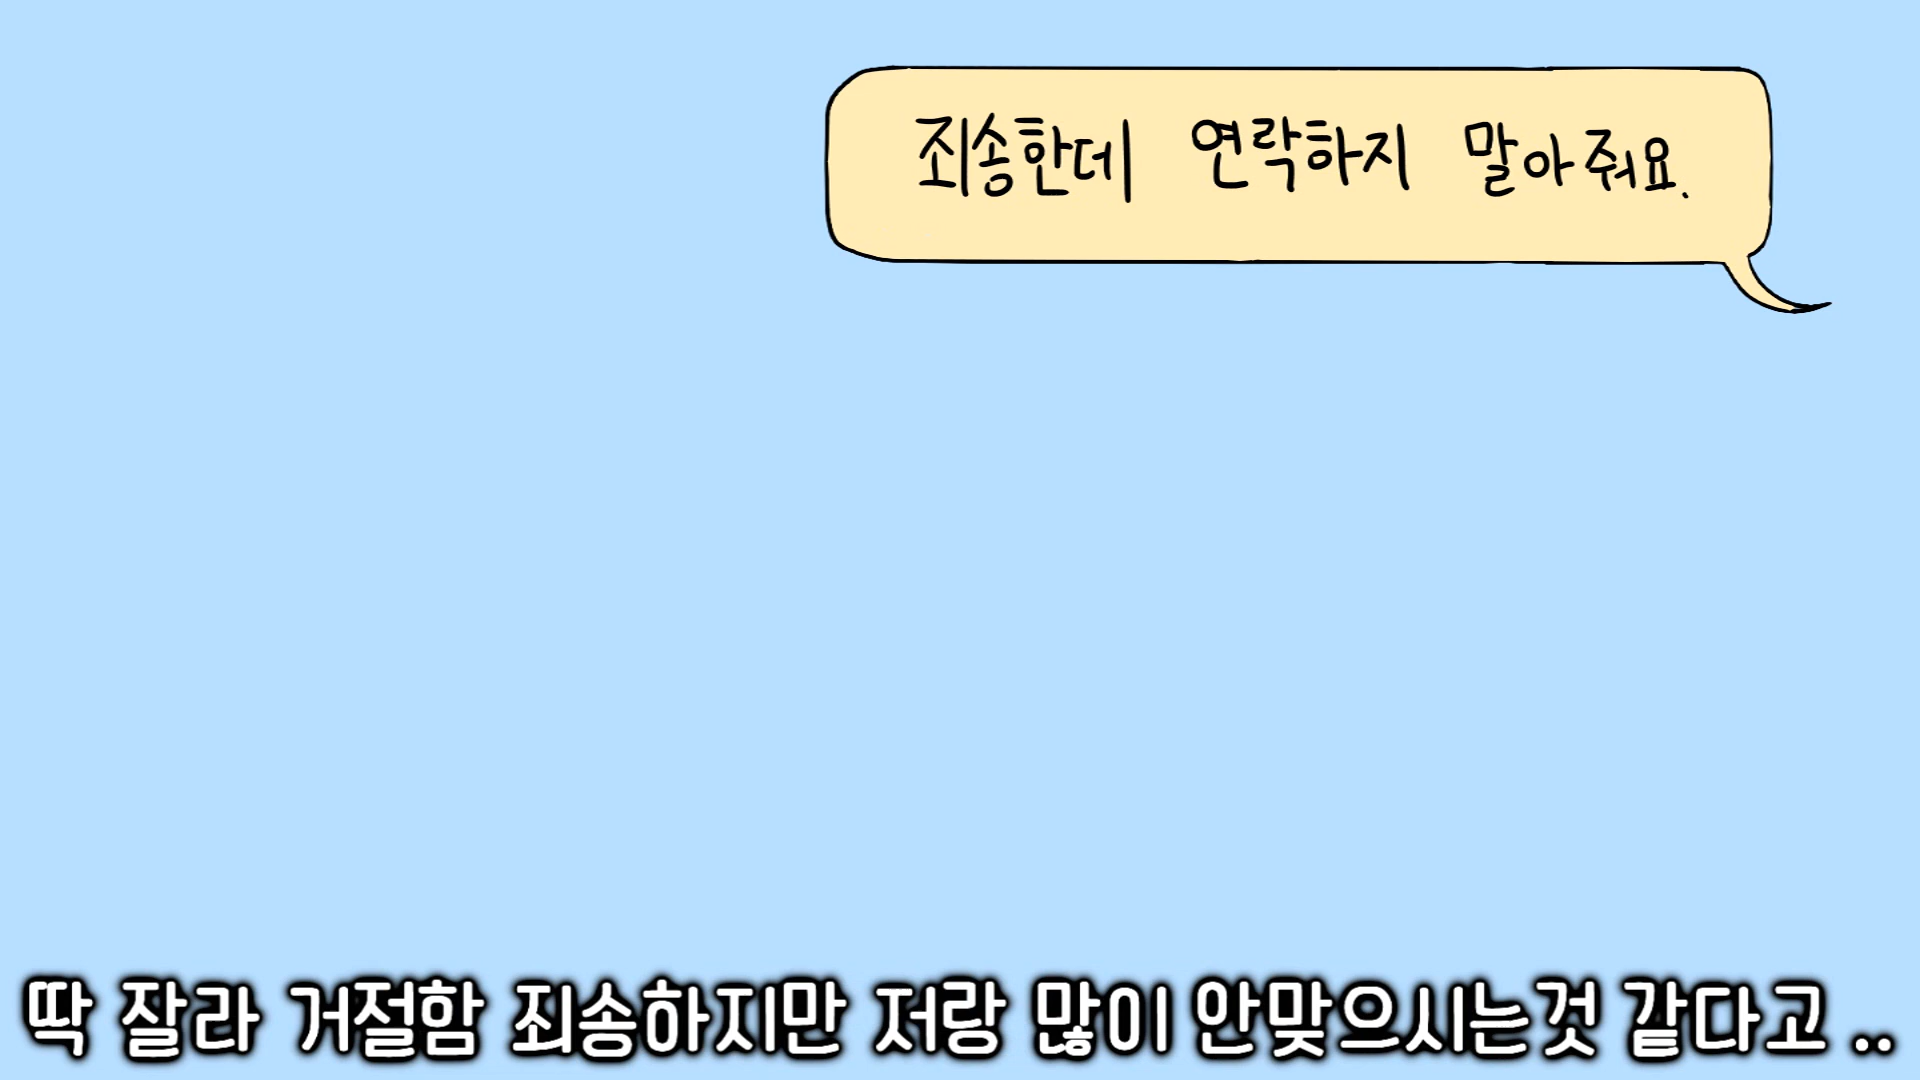 죄송한데 연락하지 말아줘요.
딱 잘라 거절함 죄송하지만 저랑 많이 안맞으시는것 같다고 ..